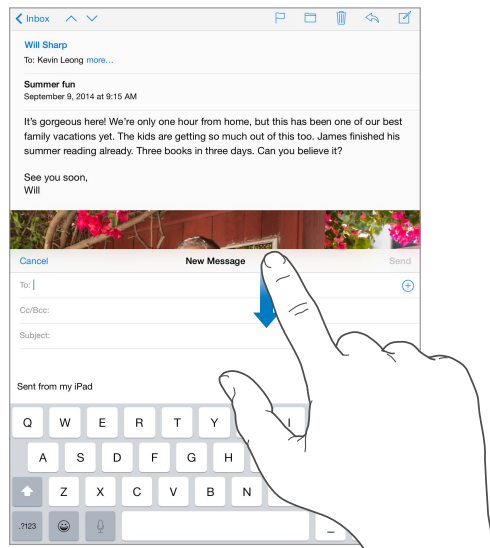 Inbox
Will Sharp
To: Kevin Leong more...
Summer fun
September 9, 2014 at 9:15 AM
It's gorgeous here! We're only one hour from home, but this has been one of our best
family vacations yet. The kids are getting so much out of this too. James finished his
summer reading already. Three books in three days. Can you believe it?
See you soon,
Will
Cancel New Message Send
To:
Cc/Bcc:
Subject:
Sent from my iPad
Q W E R T Y I
A S D F G H
Z X C V B N
.?123 _